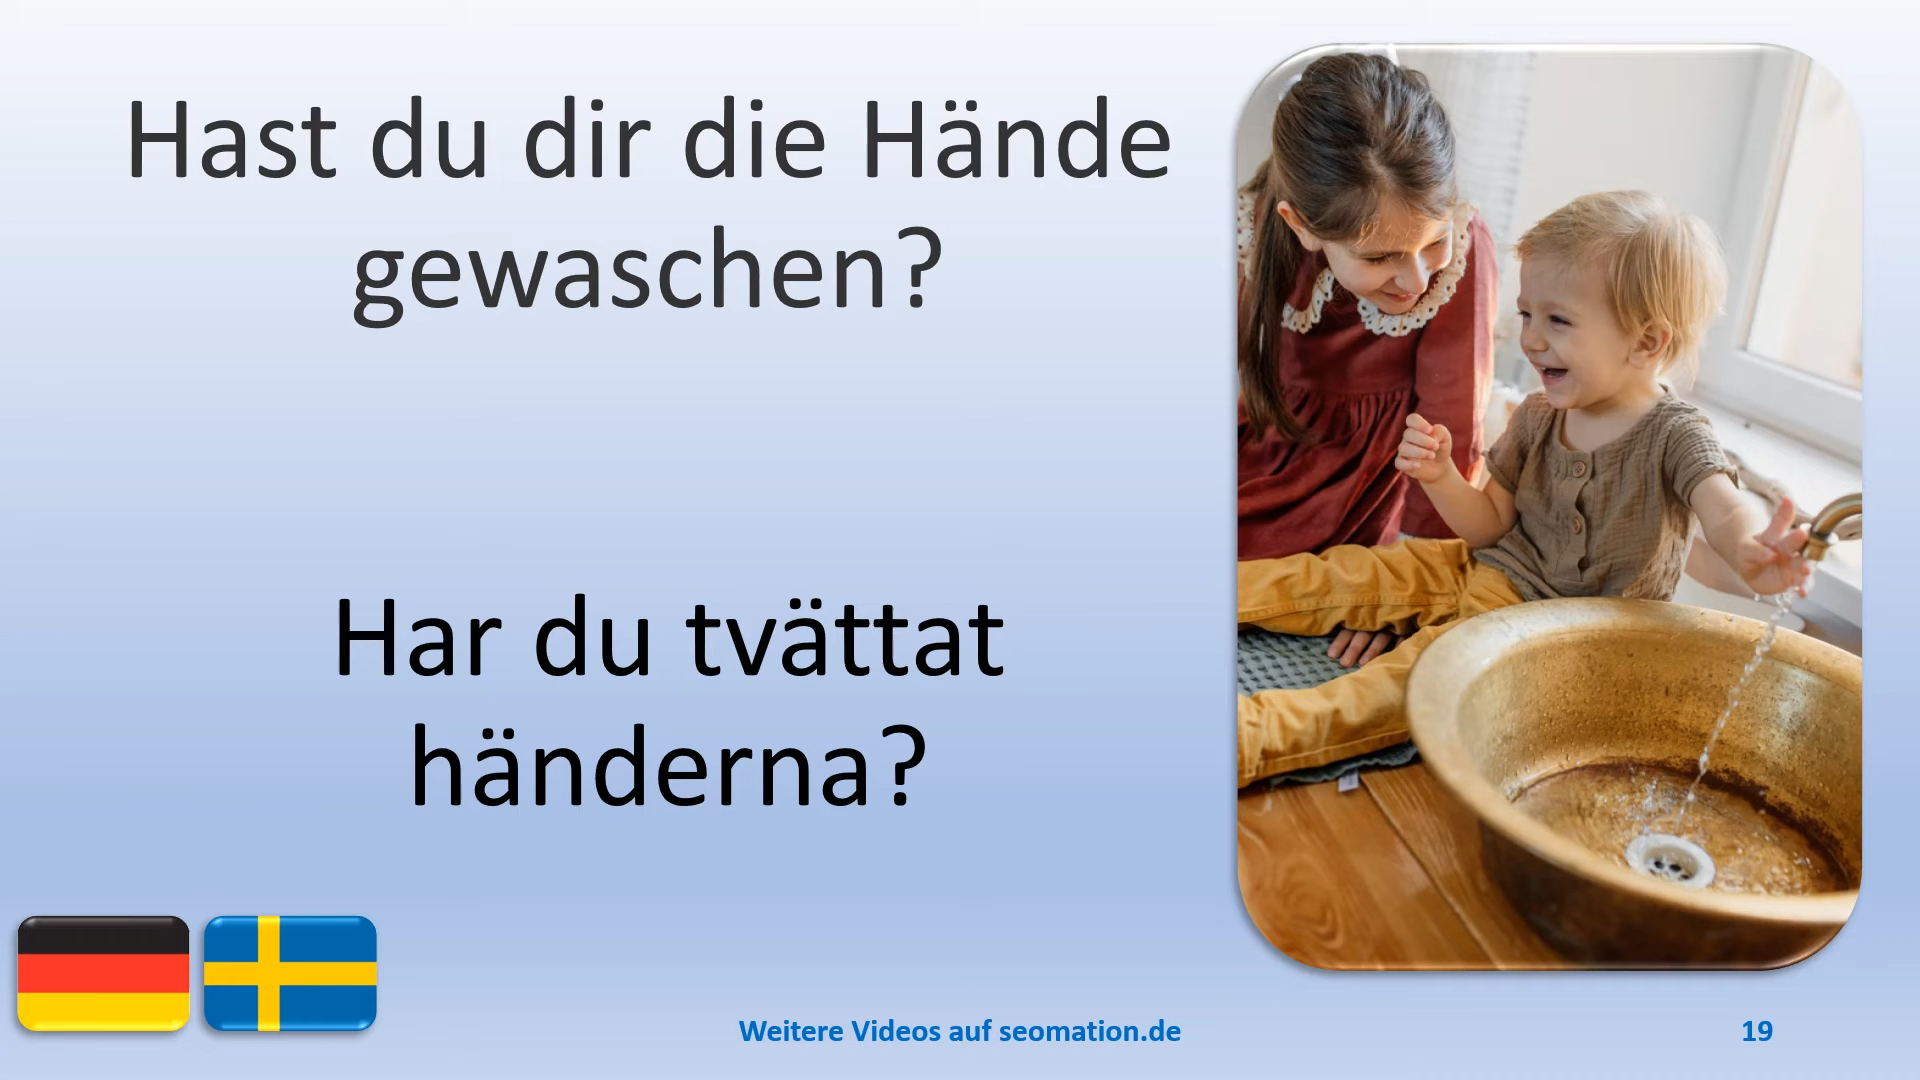 Hast du dir die Hände
gewaschen?
Har du tvättat
händerna?
Weitere Videos auf seomation.de
19